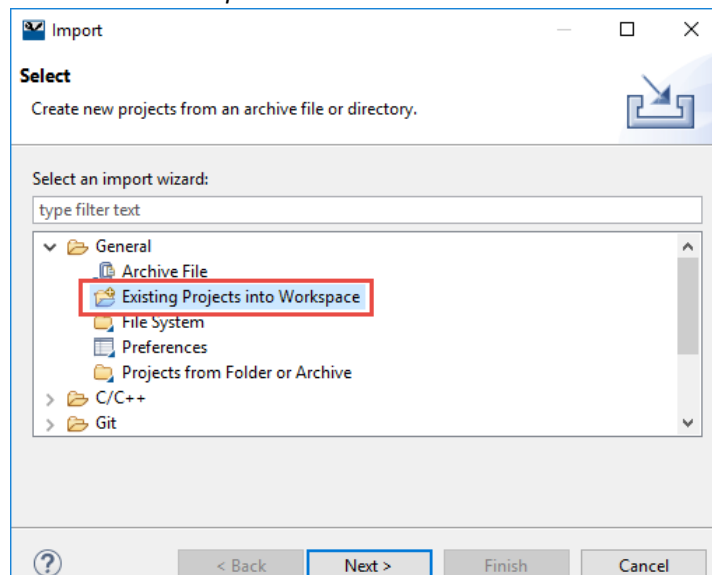 Import
Select
Create new projects from an archive file or directory.
Select an import wizard:
type filter text
General
Archive File
Existing Projects into Workspace
File System
Preferences
Projects from Folder or Archive
C/C++
Git
?
< Back Next > Finish Cancel